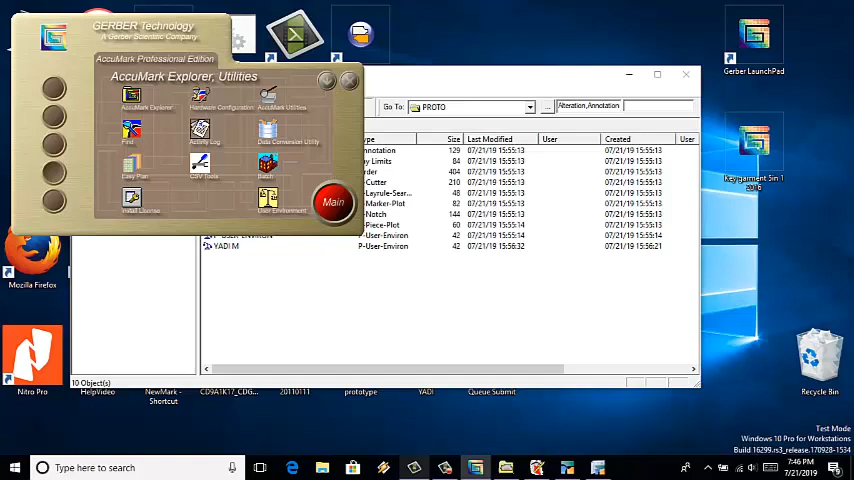 GERBER Technology
A Gerber Scientific Company
AccuMark Professional Edition
AccuMark Explorer, Utilities
AccuMark Explorer
Hardware Configuration
AccuMark Utilities
Find
Activity Log
Data Conversion Utility
Easy Plan
CSV Tools
Batch
Install License
User Environment
Main
Go To:
PROTO
...
Alteration,Annotation
Size
Last Modified
User
Created
User
129 07/21/19 15:55:13 07/21/19 15:55:13
84 07/21/19 15:55:13 07/21/19 15:55:13
404 07/21/19 15:55:13 07/21/19 15:55:13
-Cutter 210 07/21/19 15:55:13 07/21/19 15:55:13
-Layrule-Sear... 48 07/21/19 15:55:13 07/21/19 15:55:13
-Marker-Plot 82 07/21/19 15:55:13 07/21/19 15:55:13
-Notch 144 07/21/19 15:55:13 07/21/19 15:55:13
-Piece-Plot 60 07/21/19 15:55:14 07/21/19 15:55:13
P-User-Environ 42 07/21/19 15:55:14 07/21/19 15:55:14
YADI M P-User-Environ 42 07/21/19 15:56:32 07/21/19 15:56:21
10 Object(s)
Gerber LaunchPad
Key garment 5in 1
2016
Mozilla Firefox
Nitro Pro
HelpVideo
NewMark -
Shortcut
CD9A1K17_CDG...
20110111
prototype
YADI
Queue Submit
Recycle Bin
Test Mode
Windows 10 Pro for Workstations
Build 16299.rs3_release.170928-1534
Type here to search
7:46 PM
7/21/2019